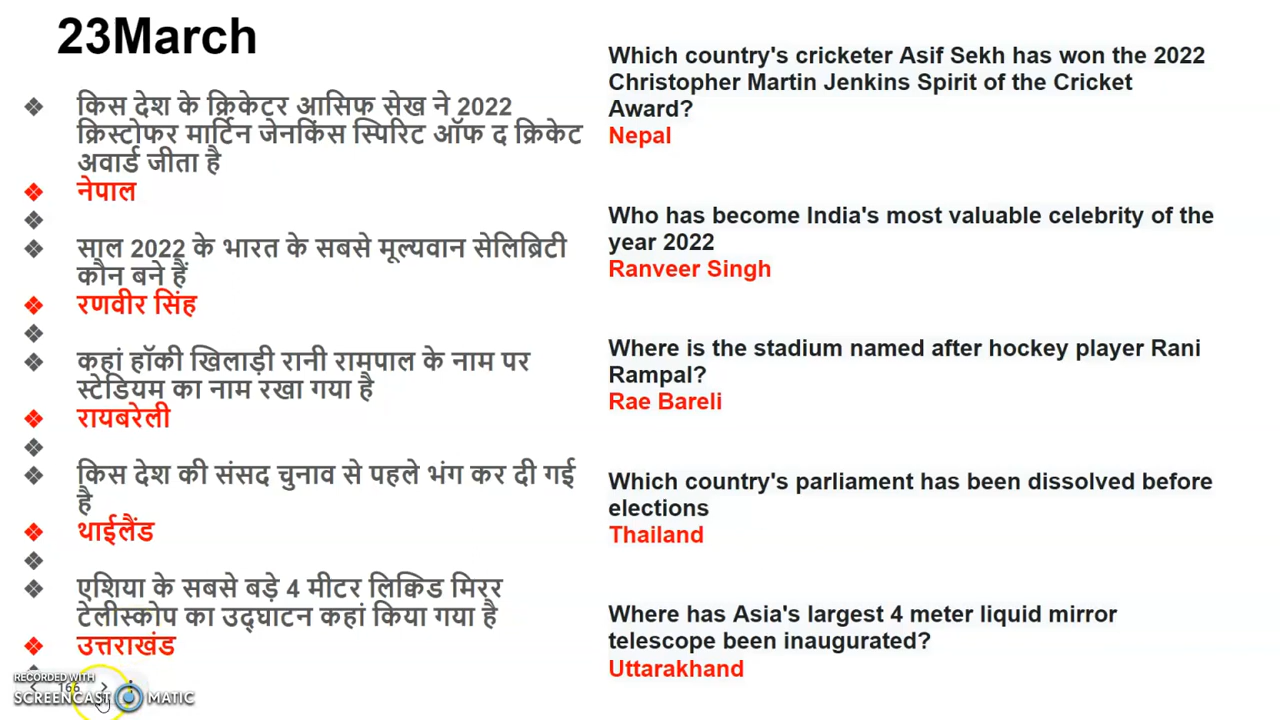 23March
किस देश के क्रिकेटर आसिफ सेख ने 2022
क्रिस्टोफर मार्टिन जेनकिंस स्पिरिट ऑफ द क्रिकेट
अवार्ड जीता है
नेपाल
साल 2022 के भारत के सबसे मूल्यवान सेलिब्रिटी
कौन बने हैं
रणवीर सिंह
कहां हॉकी खिलाड़ी रानी रामपाल के नाम पर
स्टेडियम का नाम रखा गया है
रायबरेली
किस देश की संसद चुनाव से पहले भंग कर दी गई
है
थाईलैंड
एशिया के सबसे बड़े 4 मीटर लिक्विड मिरर
टेलीस्कोप का उद्घाटन कहां किया गया है
उत्तराखंड
Which country's cricketer Asif Sekh has won the 2022
Christopher Martin Jenkins Spirit of the Cricket
Award?
Nepal
Who has become India's most valuable celebrity of the
year 2022
Ranveer Singh
Where is the stadium named after hockey player Rani
Rampal?
Rae Bareli
Which country's parliament has been dissolved before
elections
Thailand
Where has Asia's largest 4 meter liquid mirror
telescope been inaugurated?
Uttarakhand
RECORDED WITH
166
SCREENCAST MATIC